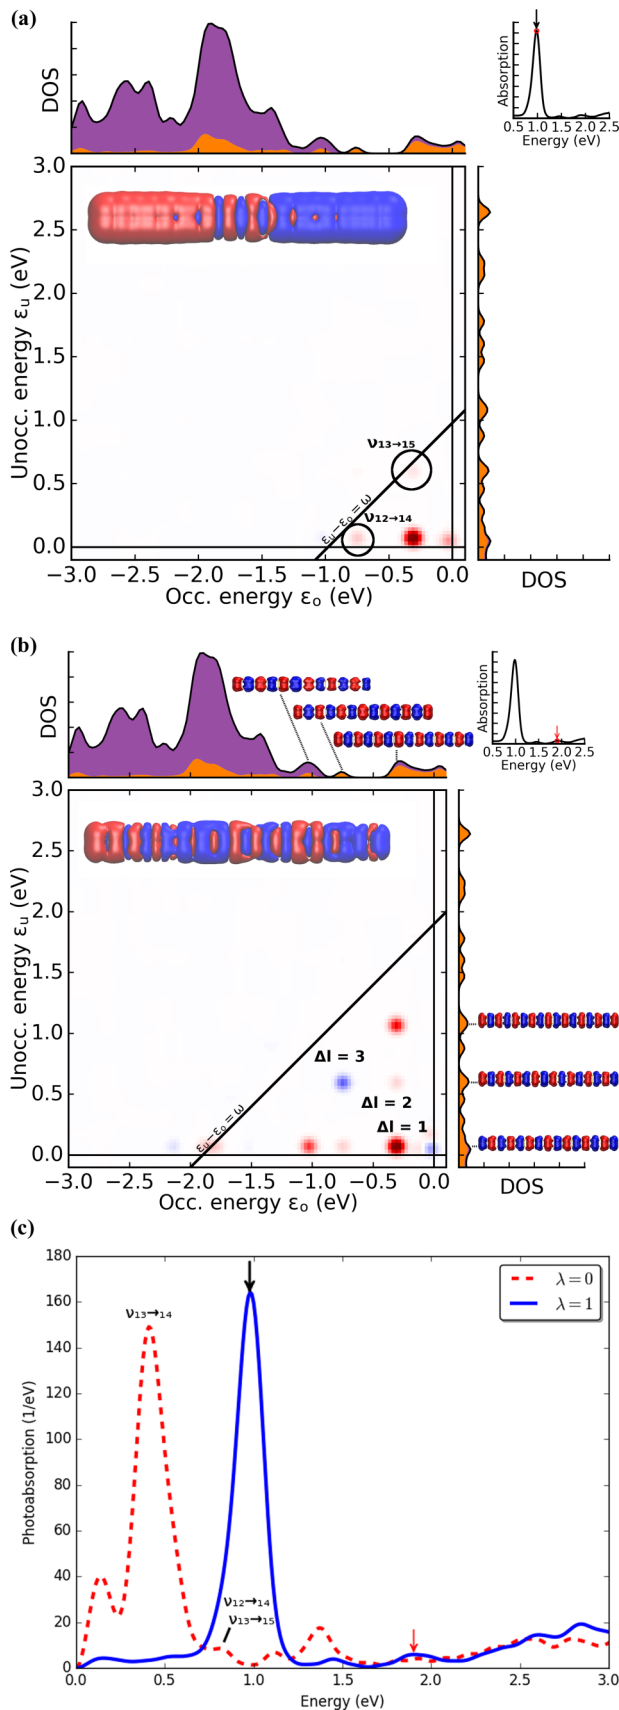 (a)
DOS
Absorption
0.5 1.0 1.5 2.0 2.5
Energy (eV)
3.0
2.5
2.0
1.5
1.0
0.5
0.0
Unocc. energy εu (eV)
ν13→15
ν12→14
εu−εo=ω
−3.0 −2.5 −2.0 −1.5 −1.0 −0.5 0.0
Occ. energy εo (eV)
DOS
(b)
DOS
Absorption
0.5 1.0 1.5 2.0 2.5
Energy (eV)
3.0
2.5
2.0
1.5
1.0
0.5
0.0
Unocc. energy εu (eV)
Δl = 3
Δl = 2
Δl = 1
εu−εo=ω
−3.0 −2.5 −2.0 −1.5 −1.0 −0.5 0.0
Occ. energy εo (eV)
DOS
(c)
180
160
140
120
100
80
60
40
20
0
Photoabsorption (1/eV)
ν13→14
ν12→14
ν13→15
λ=0
λ=1
0.0 0.5 1.0 1.5 2.0 2.5 3.0
Energy (eV)